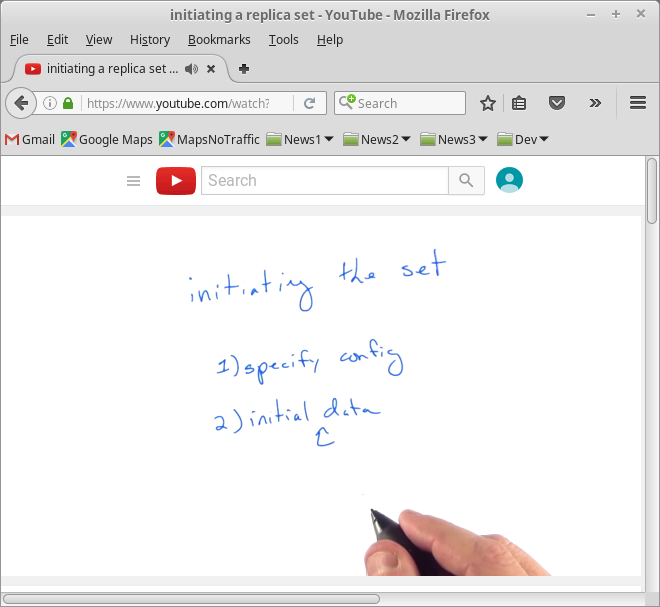 initiating a replica set - YouTube - Mozilla Firefox
File Edit View History Bookmarks Tools Help
initiating a replica set ...
https://www.youtube.com/watch? Search
Gmail Google Maps MapsNoTraffic News1 News2 News3 Dev
Search
initiatiy the set
1) specify config
2) initial data